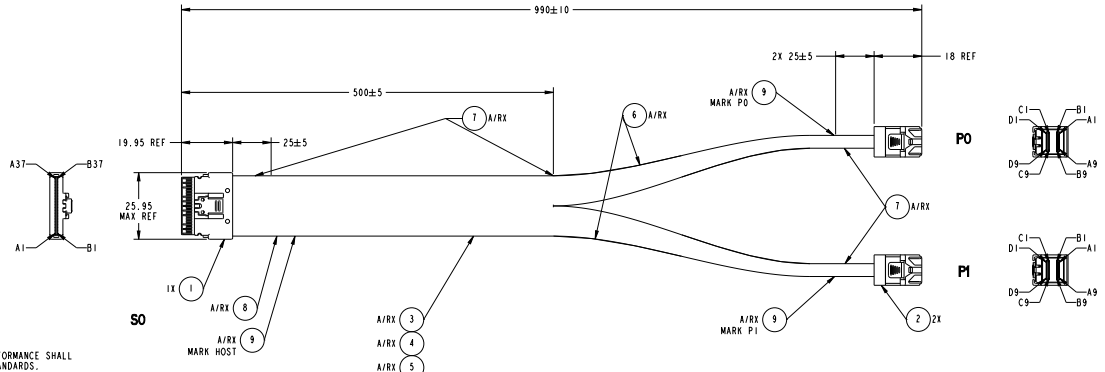 990±10
2X 25±5
18 REF
500±5
A/RX 9
MARK P0
6 A/RX
7 A/RX
19.95 REF
25±5
A37
B37
25.95
MAX REF
A1
B1
P0
C1
B1
D1
A1
D9
A9
C9
B9
7 A/RX
1X 1
A/RX 8
S0
A/RX 9
MARK HOST
A/RX 3
A/RX 4
A/RX 5
A/RX 9
MARK P1
2 2X
P1
C1
B1
D1
A1
D9
A9
C9
B9
FORMANCE SHALL
ANDARDS.